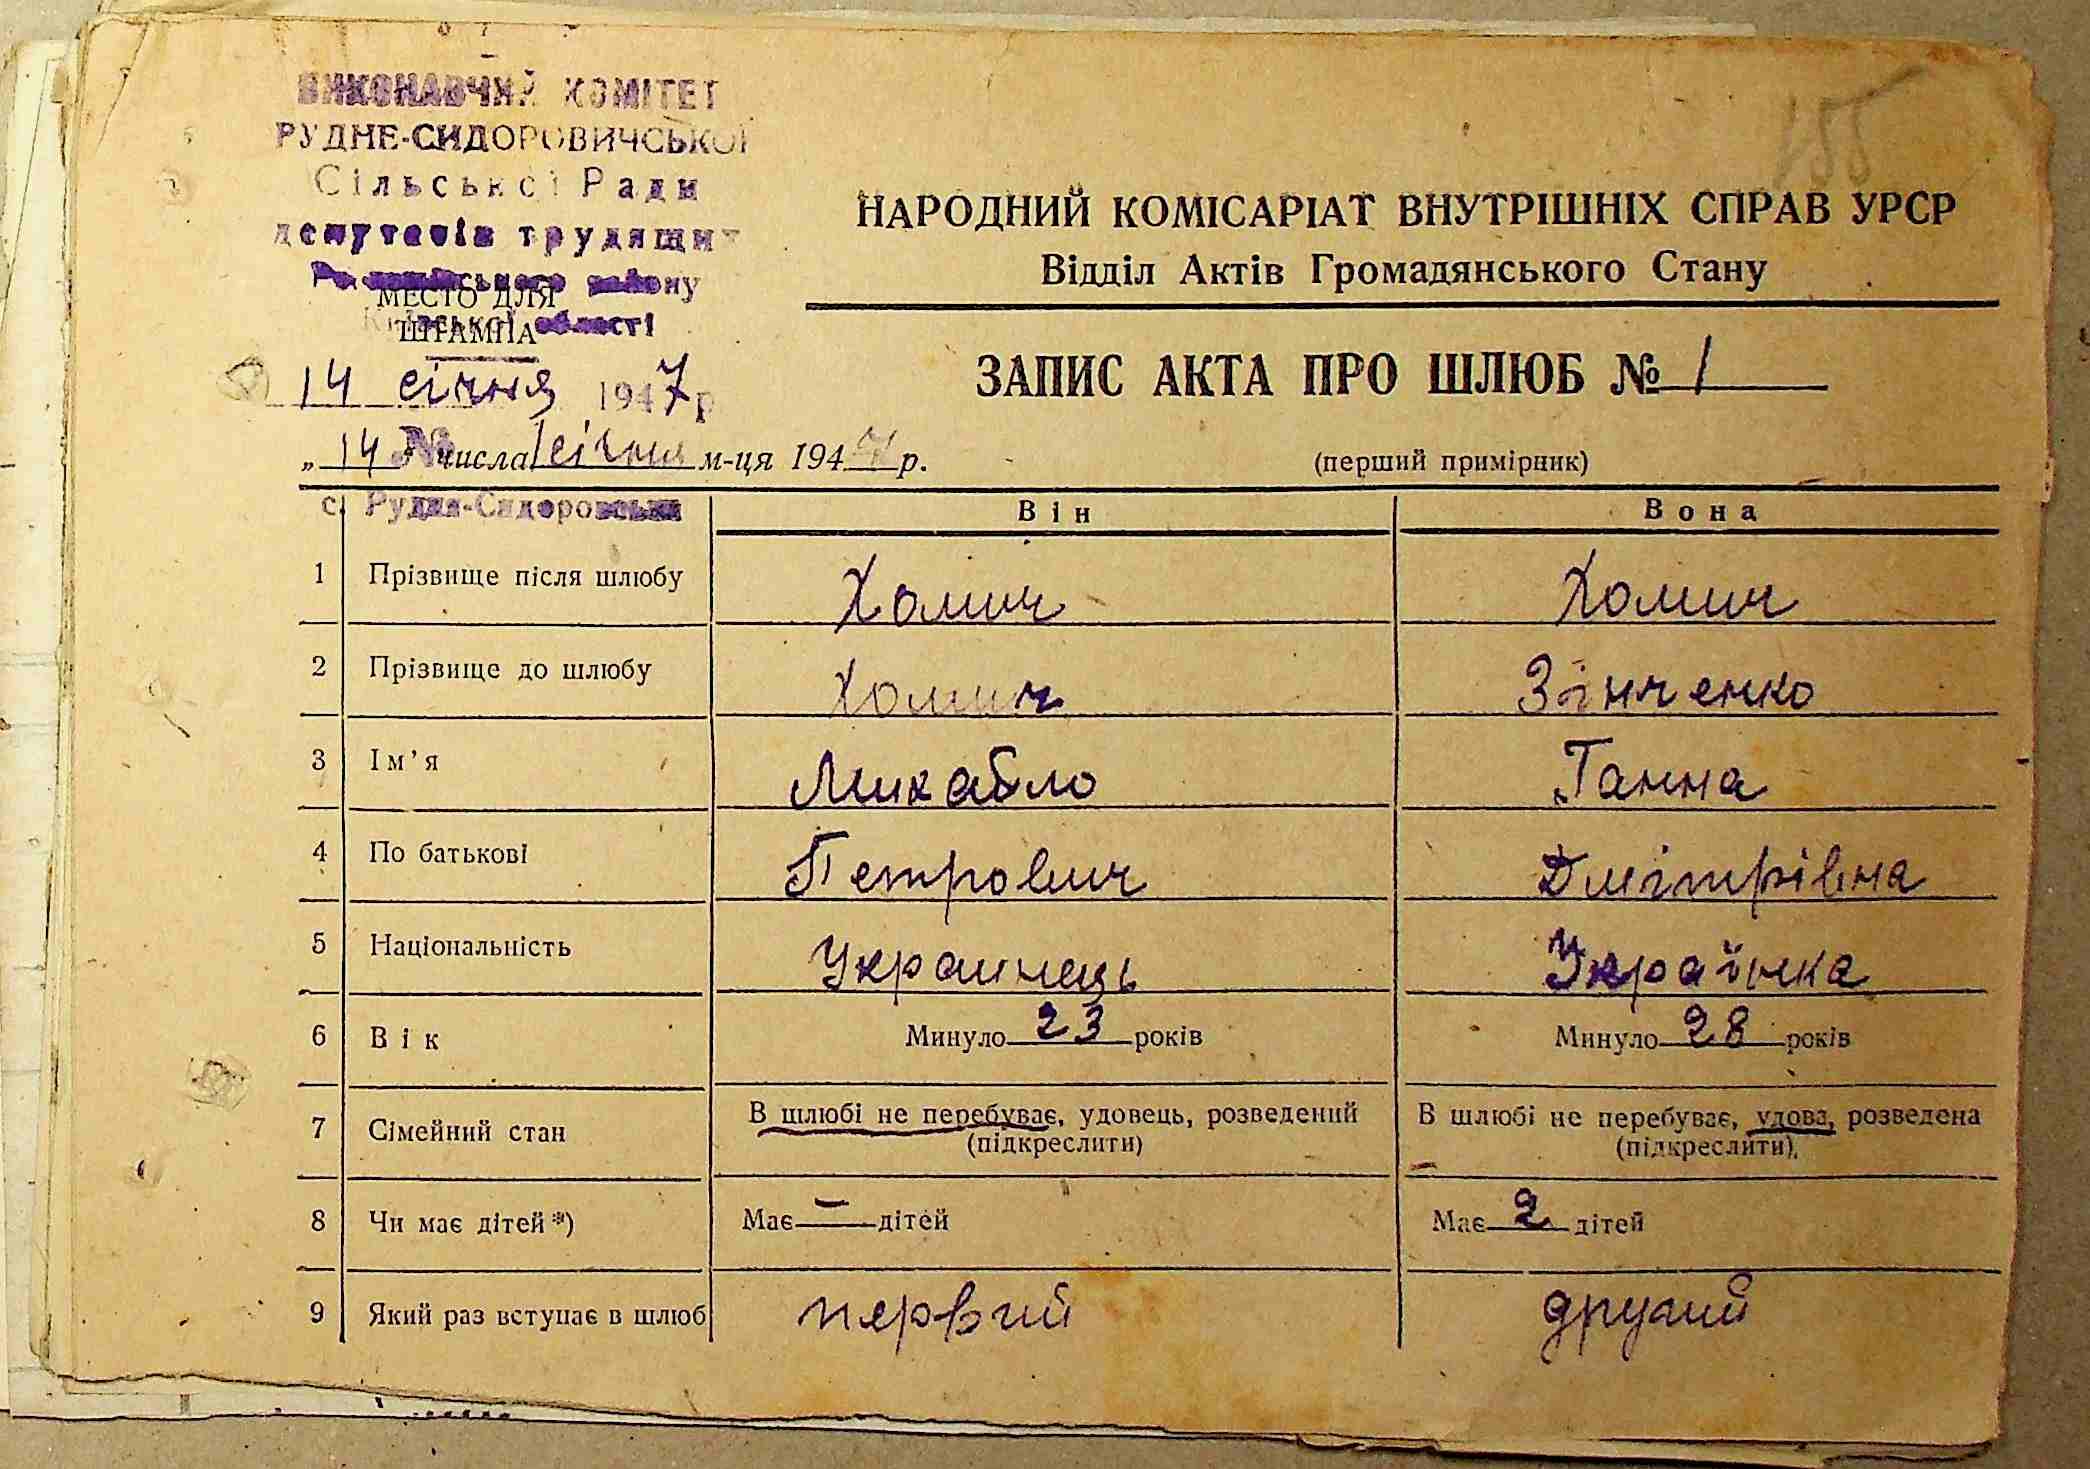 ВИКОНАВЧИЙ КОМІТЕТ
РУДНЕ-СИДОРОВИЧСЬКОЇ
Сільської Ради
депутатів трудящих
району
МЕСТО ДЛЯ
області
ШТАМПА
14 січня 1947 р
155
НАРОДНИЙ КОМІСАРІАТ ВНУТРІШНІХ СПРАВ УРСР
Відділ Актів Громадянського Стану
ЗАПИС АКТА ПРО ШЛЮБ № 1
„14" числа січня м-ця 1947 р.
№ 1
(перший примірник)
с. Рудня-Сидоровська
Він Вона
1 Прізвище після шлюбу Хомич Хомич
2 Прізвище до шлюбу Хомич Зінченко
3 Ім'я Михайло Ганна
4 По батькові Петрович Дмітрівна
5 Національність Украинець Українка
6 Вік Минуло 23 років Минуло 28 років
7 Сімейний стан В шлюбі не перебуває, удовець, розведений В шлюбі не перебуває, удова, розведена
(підкреслити) (підкреслити)
8 Чи має дітей*) Має — дітей Має 2 дітей
9 Який раз вступає в шлюб первий другий